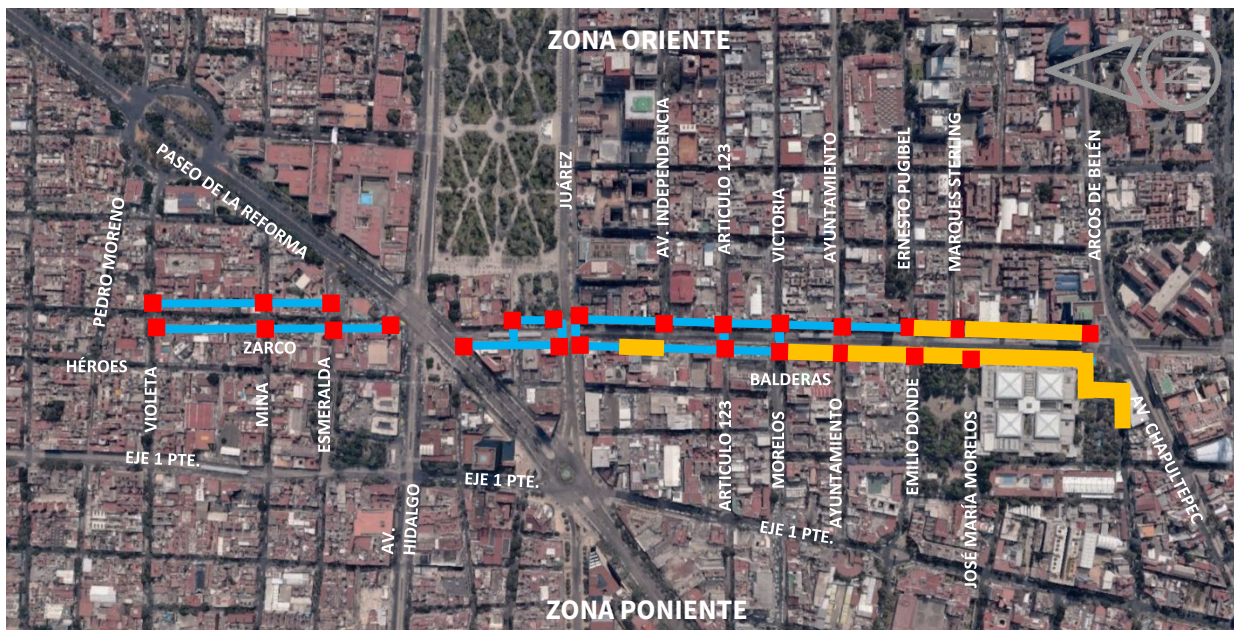 ZONA ORIENTE
N
PASEO DE LA REFORMA
PEDRO MORENO
JUÁREZ
AV. INDEPENDENCIA
ARTICULO 123
VICTORIA
AYUNTAMIENTO
ERNESTO PUGIBEL
MARQUES STERLING
ARCOS DE BELÉN
HÉROES
ZARCO
VIOLETA
MINA
ESMERALDA
BALDERAS
ARTICULO 123
MORELOS
AYUNTAMIENTO
EMILIO DONDE
JOSÉ MARÍA MORELOS
AV. CHAPULTEPEC
EJE 1 PTE.
EJE 1 PTE.
EJE 1 PTE.
AV.
HIDALGO
ZONA PONIENTE